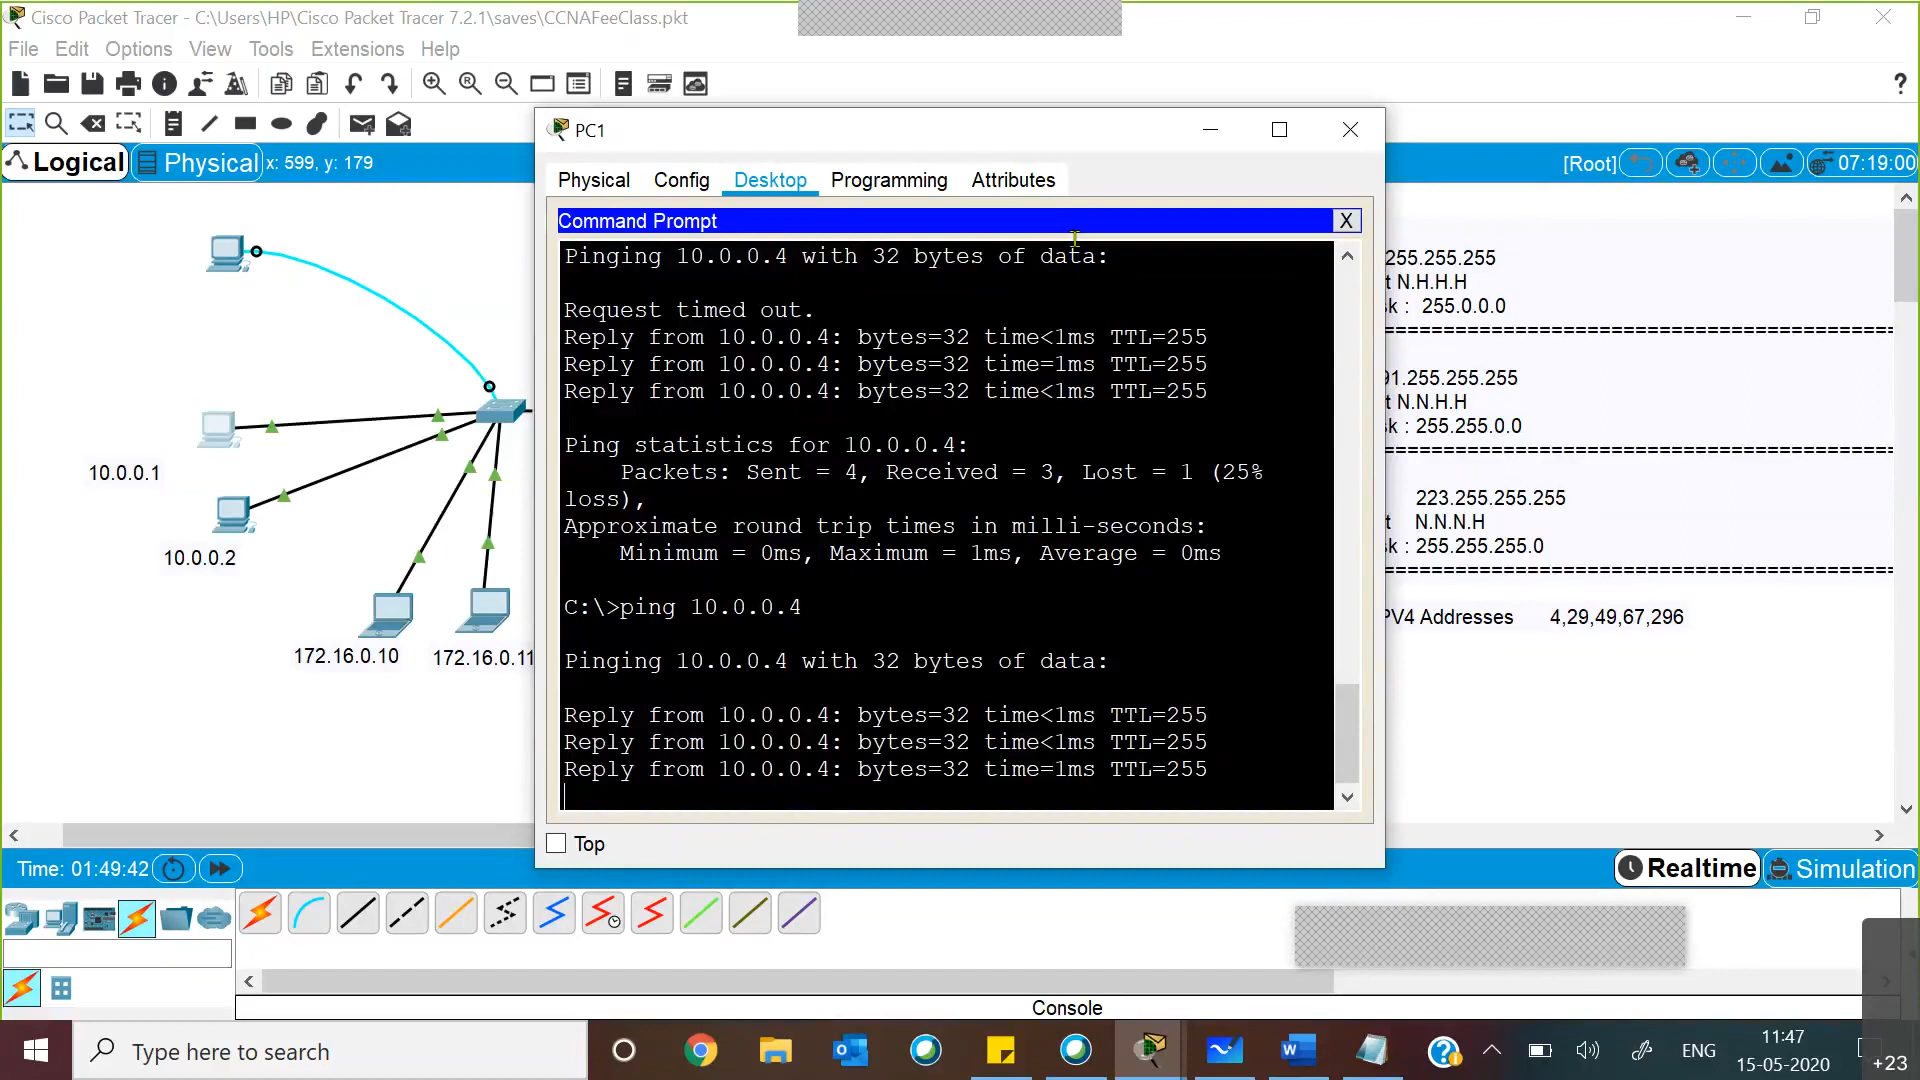 Cisco Packet Tracer - C:\Users\HP\Cisco Packet Tracer 7.2.1\saves\CCNAFeeClass.pkt
File Edit Options View Tools Extensions Help
?
PC1
Logical Physical x: 599, y: 179
[Root] 07:19:00
Physical Config Desktop Programming Attributes
Command Prompt X
Pinging 10.0.0.4 with 32 bytes of data:
Request timed out.
Reply from 10.0.0.4: bytes=32 time<1ms TTL=255
Reply from 10.0.0.4: bytes=32 time=1ms TTL=255
Reply from 10.0.0.4: bytes=32 time<1ms TTL=255
Ping statistics for 10.0.0.4:
Packets: Sent = 4, Received = 3, Lost = 1 (25%
loss),
Approximate round trip times in milli-seconds:
Minimum = 0ms, Maximum = 1ms, Average = 0ms
C:\>ping 10.0.0.4
Pinging 10.0.0.4 with 32 bytes of data:
Reply from 10.0.0.4: bytes=32 time<1ms TTL=255
Reply from 10.0.0.4: bytes=32 time<1ms TTL=255
Reply from 10.0.0.4: bytes=32 time=1ms TTL=255
Top
10.0.0.1
10.0.0.2
172.16.0.10
172.16.0.11
255.255.255
t N.H.H.H
sk : 255.0.0.0
==========================================
91.255.255.255
t N.N.H.H
sk : 255.255.0.0
==========================================
223.255.255.255
t N.N.N.H
sk : 255.255.255.0
==========================================
PV4 Addresses 4,29,49,67,296
Time: 01:49:42
Realtime Simulation
Console
Type here to search
ENG
11:47
15-05-2020
+23